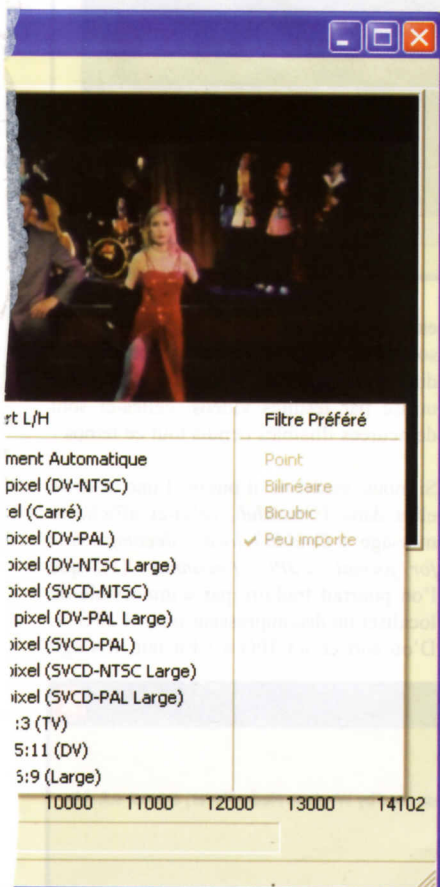 rt L/H
ment Automatique
pixel (DV-NTSC)
el (Carré)
pixel (DV-PAL)
pixel (DV-NTSC Large)
pixel (SVCD-NTSC)
pixel (DV-PAL Large)
pixel (SVCD-PAL)
pixel (SVCD-NTSC Large)
pixel (SVCD-PAL Large)
:3 (TV)
5:11 (DV)
6:9 (Large)
Filtre Préféré
Point
Bilinéaire
Bicubic
✓ Peu importe
10000 11000 12000 13000 14102